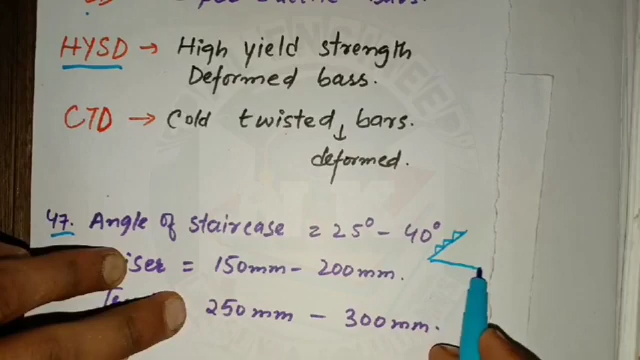 HYSD → High yield strength
Deformed bass.
CTD → Cold twisted bars.
↓
deformed.
47. Angle of staircase = 25° - 40°
iser = 150mm - 200mm.
250mm - 300mm.